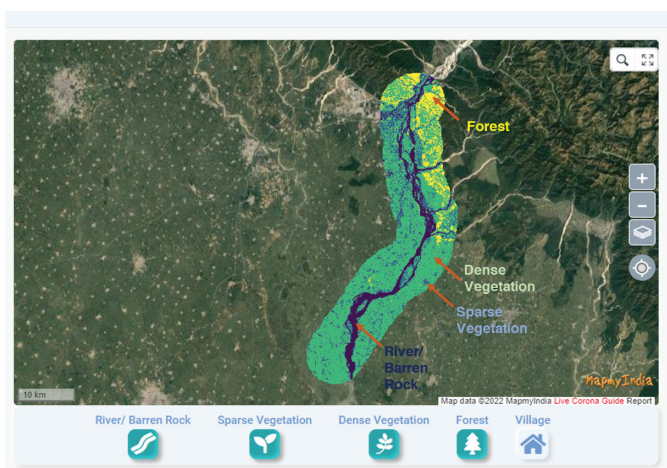 Forest
Dense
Vegetation
Sparse
Vegetation
River/
Barren
Rock
MapmyIndia
10 km
Map data ©2022 MapmyIndia Live Corona Guide Report
River/ Barren Rock Sparse Vegetation Dense Vegetation Forest Village